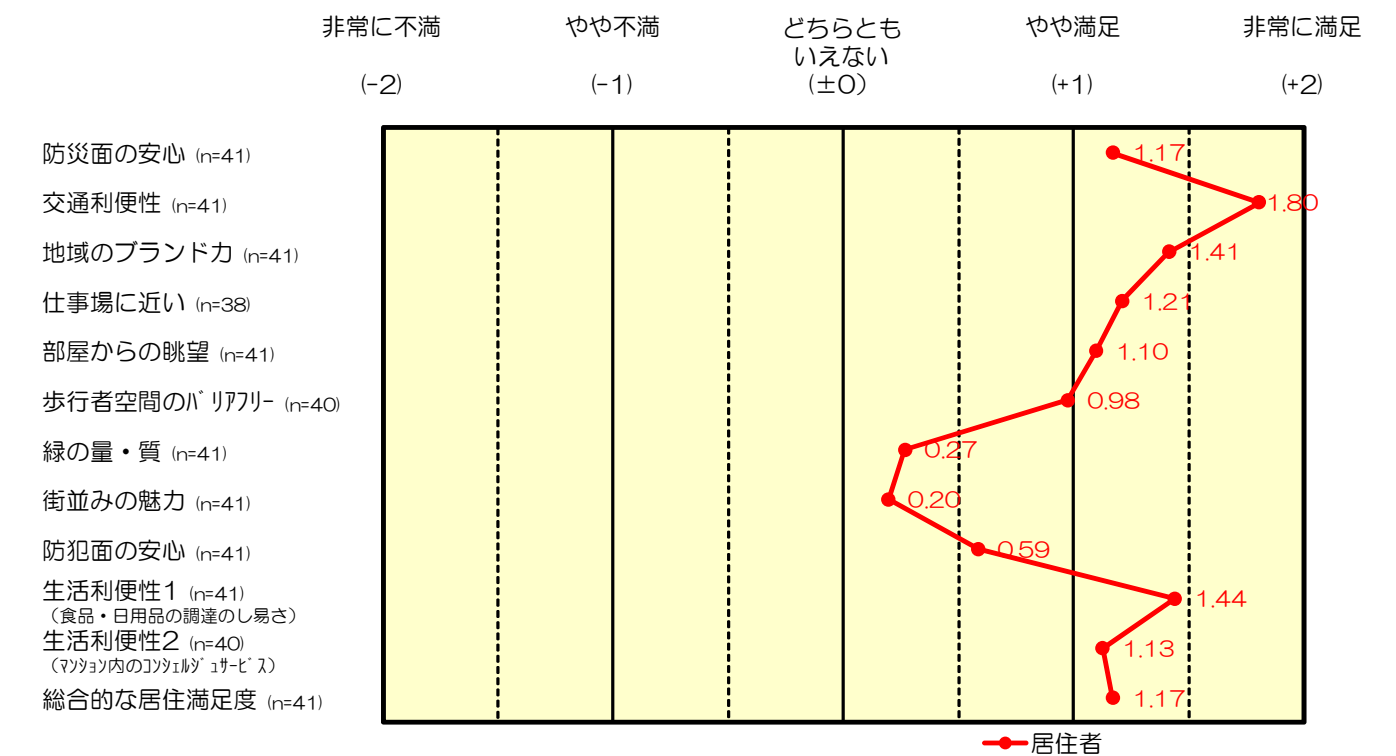 非常に不満 やや不満 どちらとも やや満足 非常に満足
いえない
(-2) (-1) (±0) (+1) (+2)
防災面の安心 (n=41) 1.17
交通利便性 (n=41) 1.80
地域のブランド力 (n=41) 1.41
仕事場に近い (n=38) 1.21
部屋からの眺望 (n=41) 1.10
歩行者空間のﾊﾞﾘｱﾌﾘｰ (n=40) 0.98
緑の量・質 (n=41) 0.27
街並みの魅力 (n=41) 0.20
防犯面の安心 (n=41) 0.59
生活利便性1 (n=41) 1.44
（食品・日用品の調達のし易さ）
生活利便性2 (n=40) 1.13
（ﾏﾝｼｮﾝ内のｺﾝｼｪﾙｼﾞｭｻｰﾋﾞｽ）
総合的な居住満足度 (n=41) 1.17
居住者